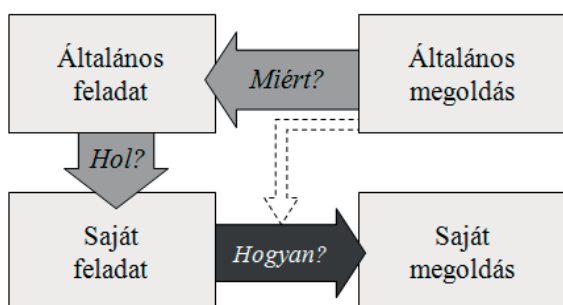 Általános
feladat
Miért?
Általános
megoldás
Hol?
Saját
feladat
Hogyan?
Saját
megoldás